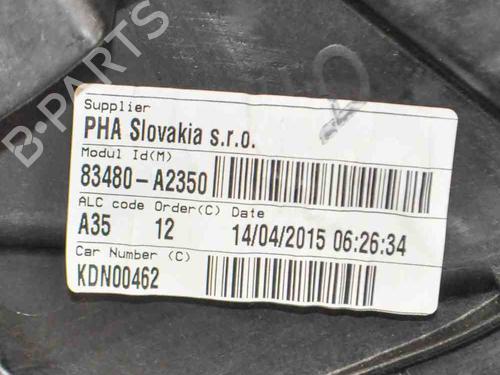 B-PARTS
Supplier
PHA Slovakia s.r.o.
Modul Id(M)
83480-A2350
ALC code Order(C) Date
A35 12 14/04/2015 06:26:34
Car Number (C)
KDN00462